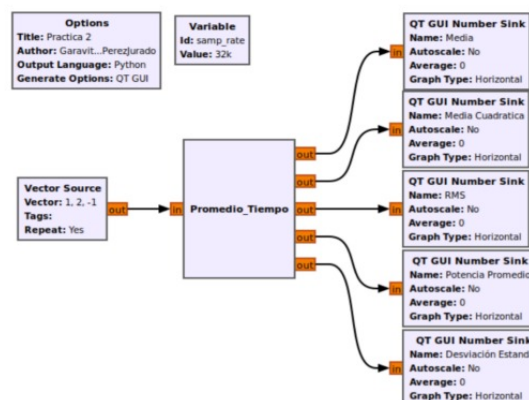 Options
Title: Practica 2
Author: Garavit...PerezJurado
Output Language: Python
Generate Options: QT GUI
Variable
Id: samp_rate
Value: 32k
Vector Source
Vector: 1, 2, -1
Tags:
Repeat: Yes
out
in
Promedio_Tiempo
out
out
out
out
out
in
QT GUI Number Sink
Name: Media
Autoscale: No
Average: 0
Graph Type: Horizontal
in
QT GUI Number Sink
Name: Media Cuadratica
Autoscale: No
Average: 0
Graph Type: Horizontal
in
QT GUI Number Sink
Name: RMS
Autoscale: No
Average: 0
Graph Type: Horizontal
in
QT GUI Number Sink
Name: Potencia Promedio
Autoscale: No
Average: 0
Graph Type: Horizontal
in
QT GUI Number Sink
Name: Desviación Estand
Autoscale: No
Average: 0
Graph Type: Horizontal